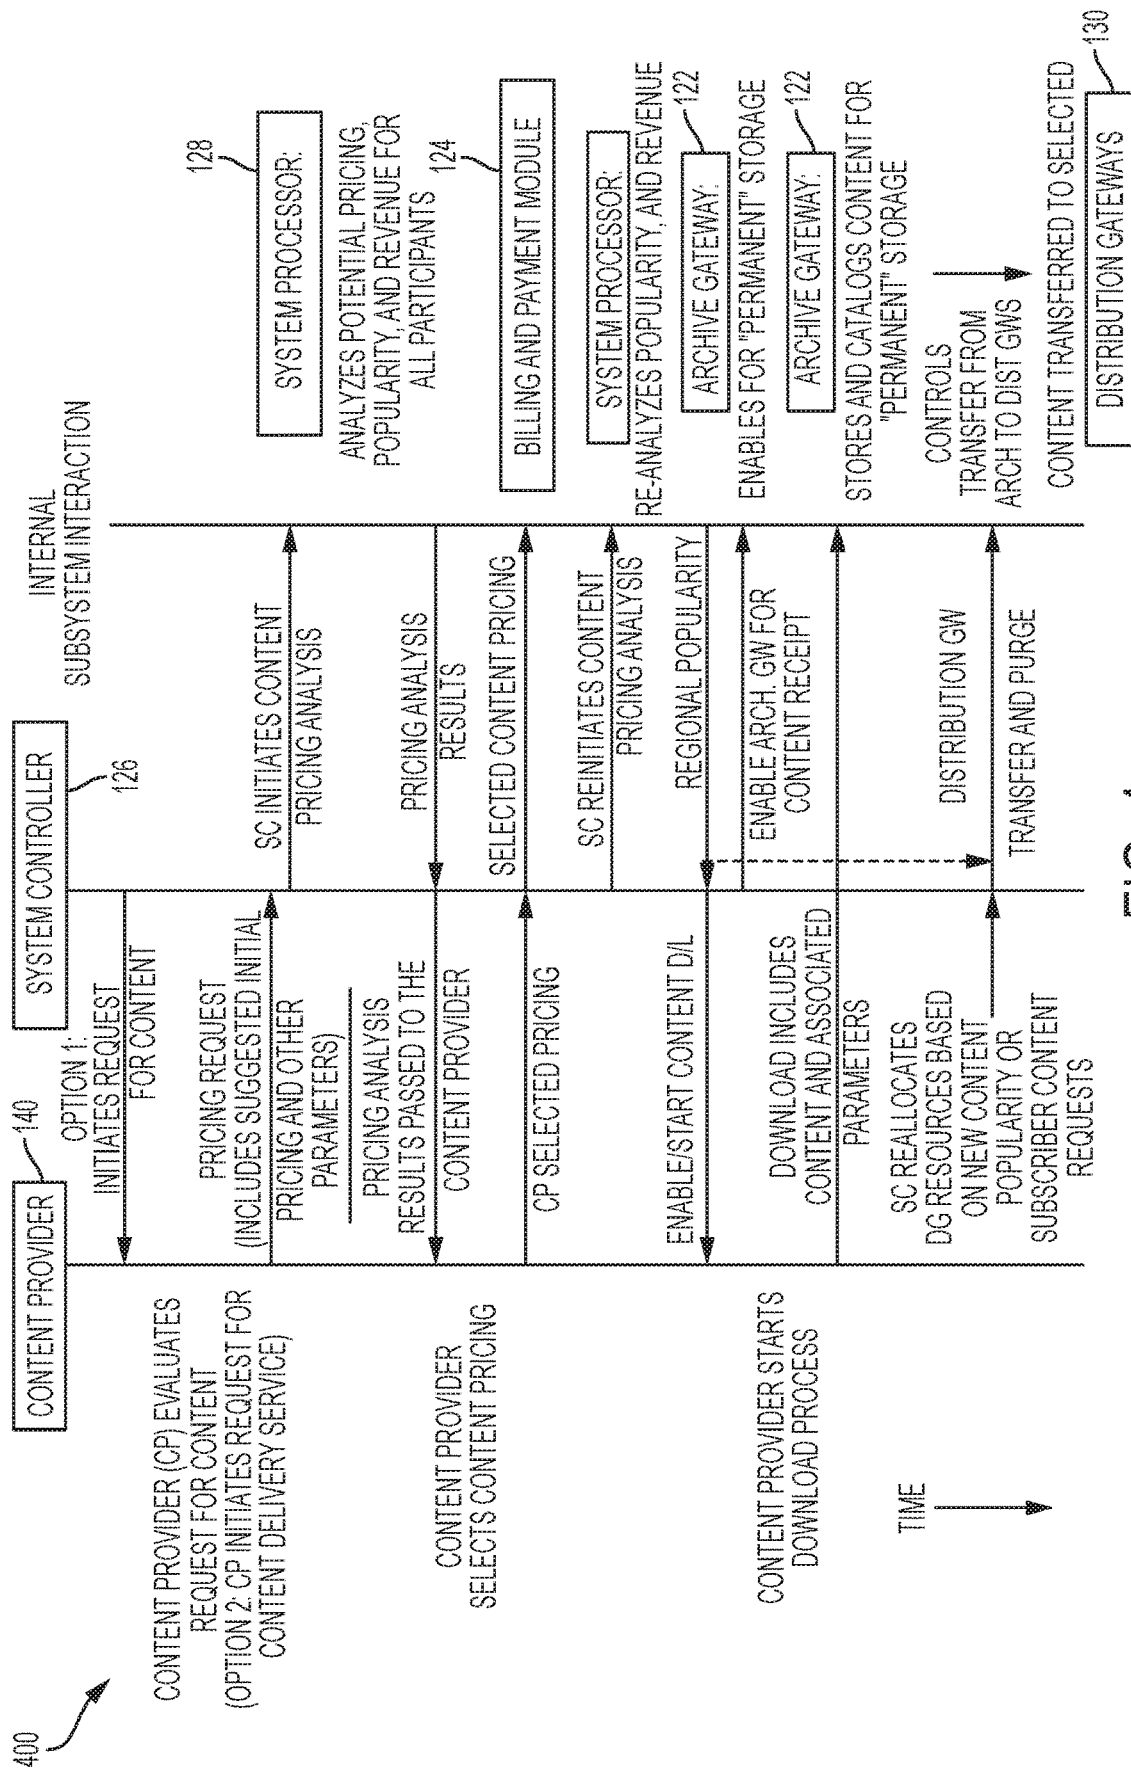 400
CONTENT PROVIDER
140
SYSTEM CONTROLLER
126
INTERNAL
SUBSYSTEM INTERACTION
OPTION 1:
INITIATES REQUEST
FOR CONTENT
CONTENT PROVIDER (CP) EVALUATES
REQUEST FOR CONTENT
(OPTION 2: CP INITIATES REQUEST FOR
CONTENT DELIVERY SERVICE)
PRICING REQUEST
(INCLUDES SUGGESTED INITIAL
PRICING AND OTHER
PARAMETERS)
SC INITIATES CONTENT
PRICING ANALYSIS
128
SYSTEM PROCESSOR:
ANALYZES POTENTIAL PRICING,
POPULARITY, AND REVENUE FOR
ALL PARTICIPANTS
PRICING ANALYSIS
RESULTS PASSED TO THE
CONTENT PROVIDER
PRICING ANALYSIS
RESULTS
CONTENT PROVIDER
SELECTS CONTENT PRICING
CP SELECTED PRICING
SELECTED CONTENT PRICING
124
BILLING AND PAYMENT MODULE
SC REINITIATES CONTENT
PRICING ANALYSIS
SYSTEM PROCESSOR:
RE-ANALYZES POPULARITY, AND REVENUE
ENABLE/START CONTENT D/L
REGIONAL POPULARITY
ARCHIVE GATEWAY:
122
ENABLES FOR "PERMANENT" STORAGE
ENABLE ARCH. GW FOR
CONTENT RECEIPT
CONTENT PROVIDER STARTS
DOWNLOAD PROCESS
DOWNLOAD INCLUDES
CONTENT AND ASSOCIATED
PARAMETERS
ARCHIVE GATEWAY:
122
STORES AND CATALOGS CONTENT FOR
"PERMANENT" STORAGE
TIME
SC REALLOCATES
DG RESOURCES BASED
ON NEW CONTENT
POPULARITY OR
SUBSCRIBER CONTENT
REQUESTS
DISTRIBUTION GW
TRANSFER AND PURGE
CONTROLS
TRANSFER FROM
ARCH TO DIST GWS
CONTENT TRANSFERRED TO SELECTED
DISTRIBUTION GATEWAYS
130